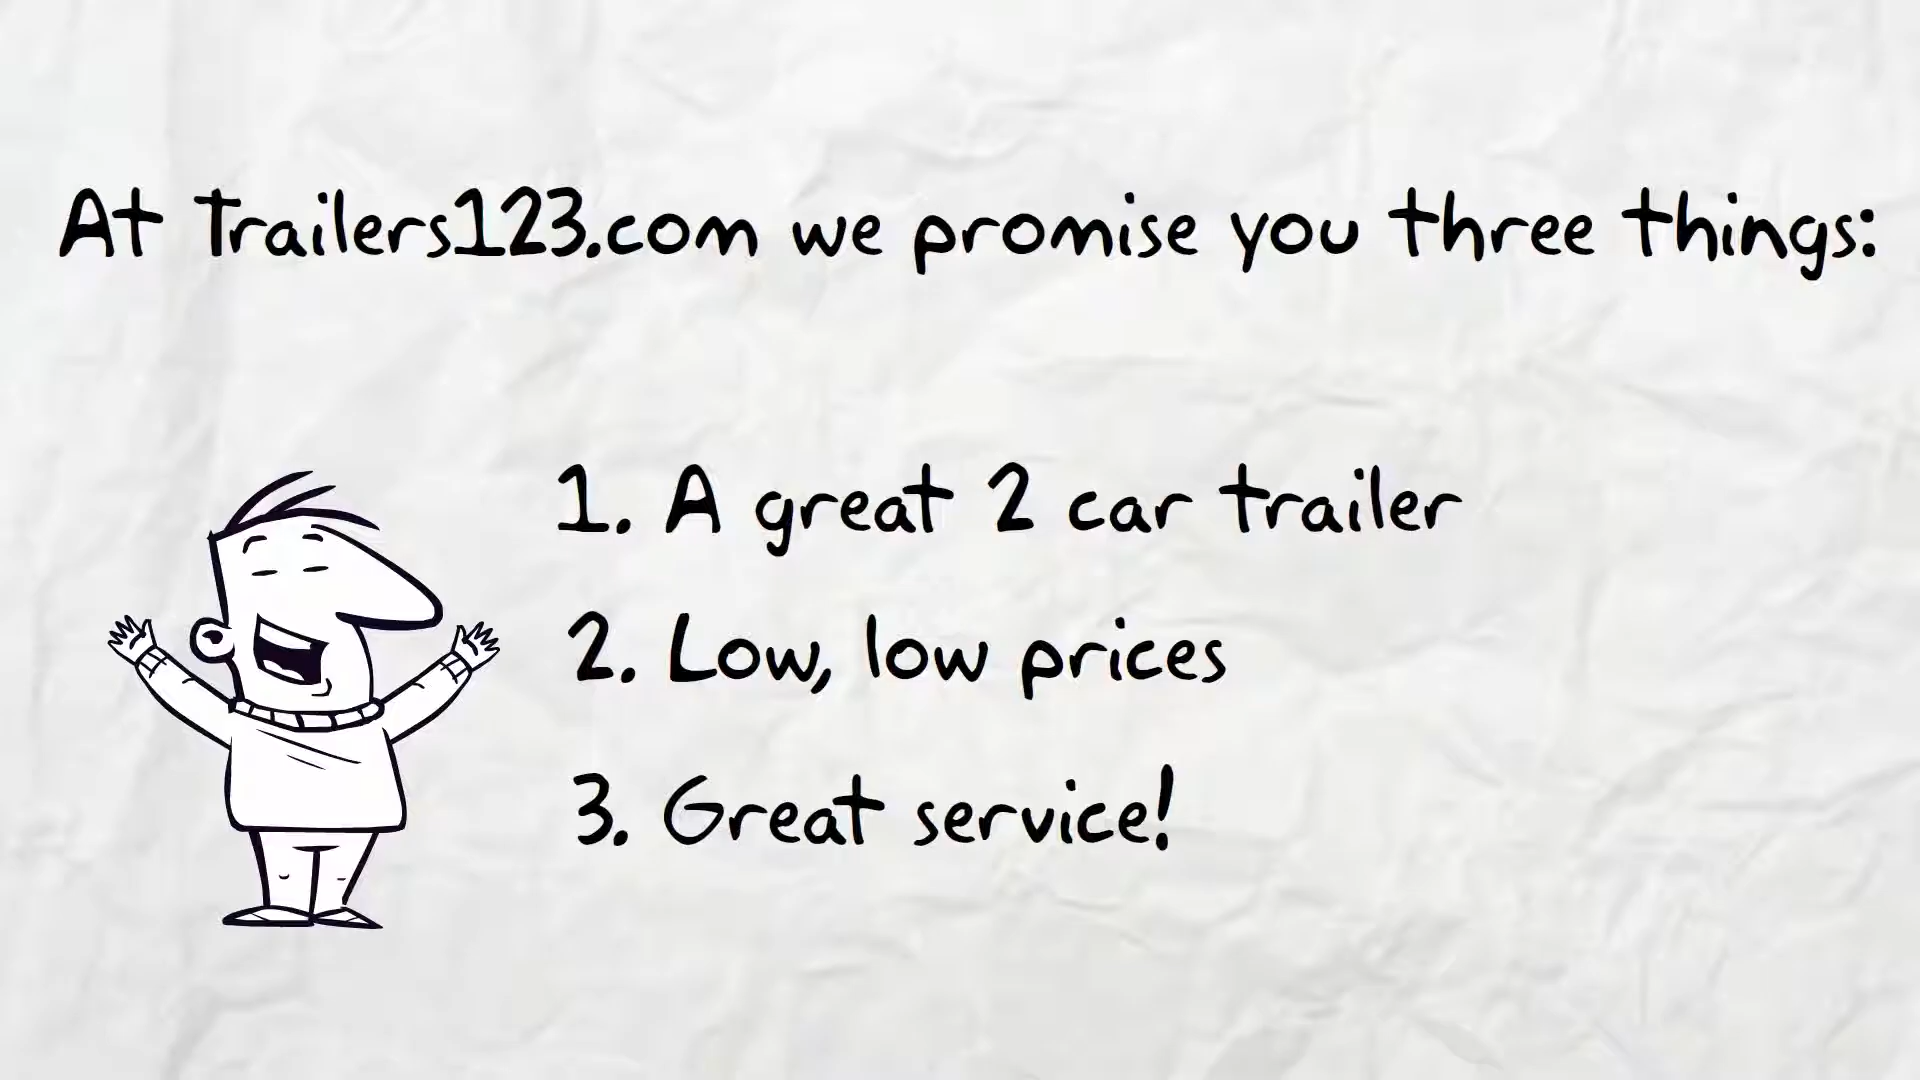 At Trailers123.com we promise you three things:
1. A great 2 car trailer
2. Low, low prices
3. Great service!